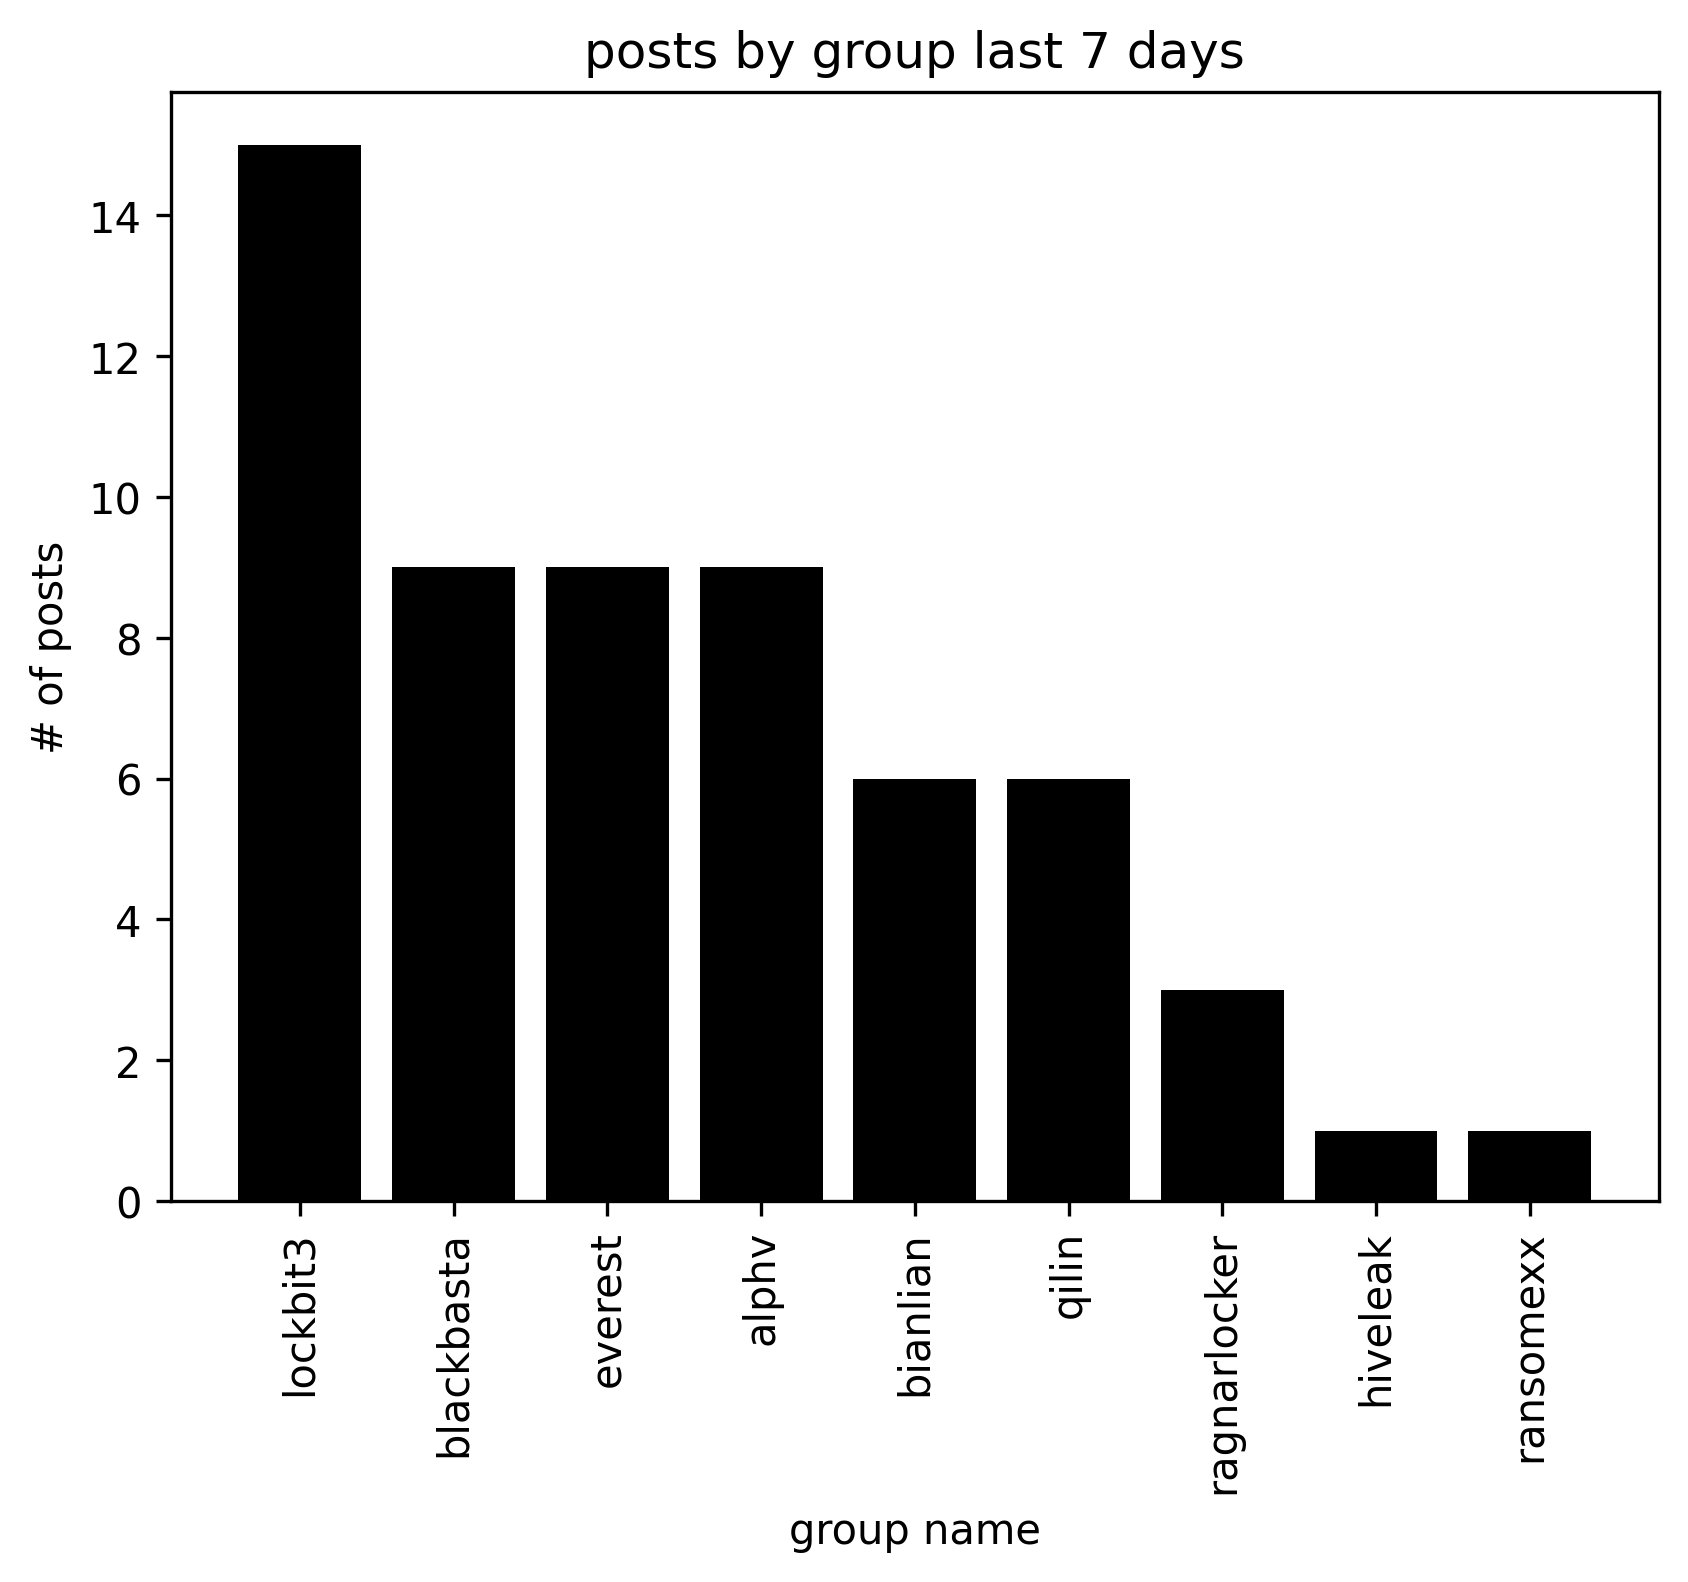 posts by group last 7 days
14
12
10
8
6
4
2
0
# of posts
lockbit3
blackbasta
everest
alphv
bianlian
qilin
ragnarlocker
hiveleak
ransomexx
group name